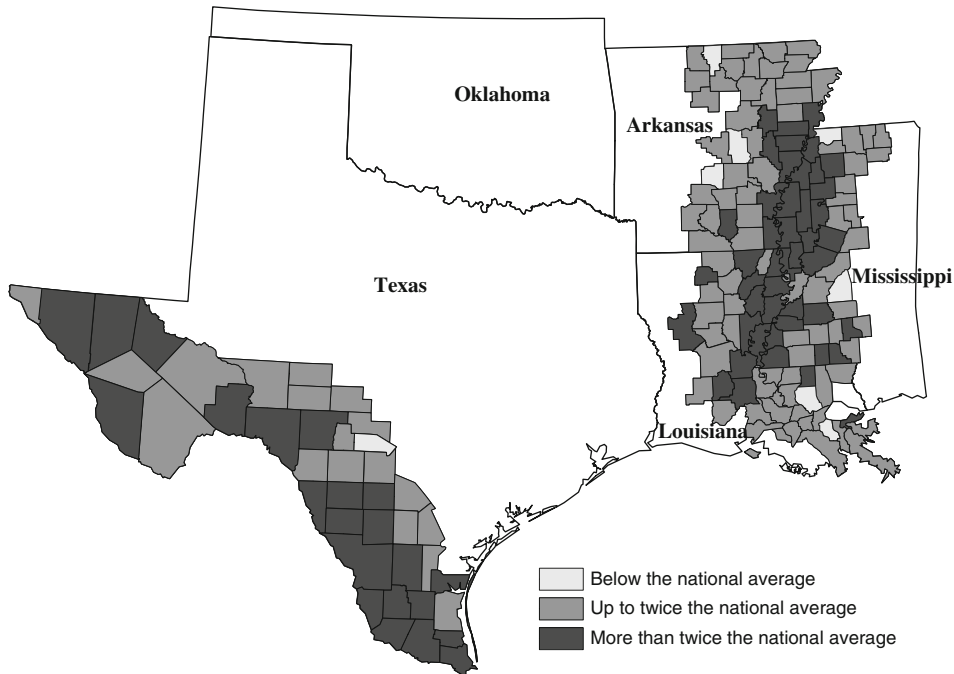 Oklahoma
Arkansas
Texas
Mississippi
Louisiana
Below the national average
Up to twice the national average
More than twice the national average